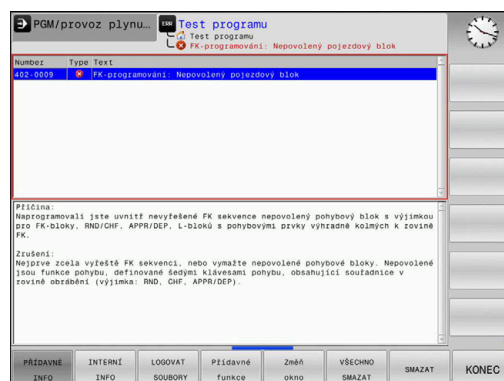 PGM/provoz plynu...
ERR Test programu
Test programu
FK-programování: Nepovolený pojezdový blok
Number Type Text
402-0009 FK-programování: Nepovolený pojezdový blok
Příčina:
Naprogramovali jste uvnitř nevyřešené FK sekvence nepovolený pohybový blok s výjimkou
pro FK-bloky, RND/CHF, APPR/DEP, L-bloků s pohybovými prvky výhradně kolmých k rovině
FK.
Zrušení:
Nejprve zcela vyřeště FK sekvenci, nebo vymažte nepovolené pohybové bloky. Nepovolené
jsou funkce pohybu, definované šedými klávesami pohybu, obsahující souřadnice v
rovině obrábění (výjimka: RND, CHF, APPR/DEP).
PŘÍDAVNÉ INFO
INTERNÍ INFO
LOGOVAT SOUBORY
Přídavné funkce
Změň okno
VŠECHNO SMAZAT
SMAZAT
KONEC